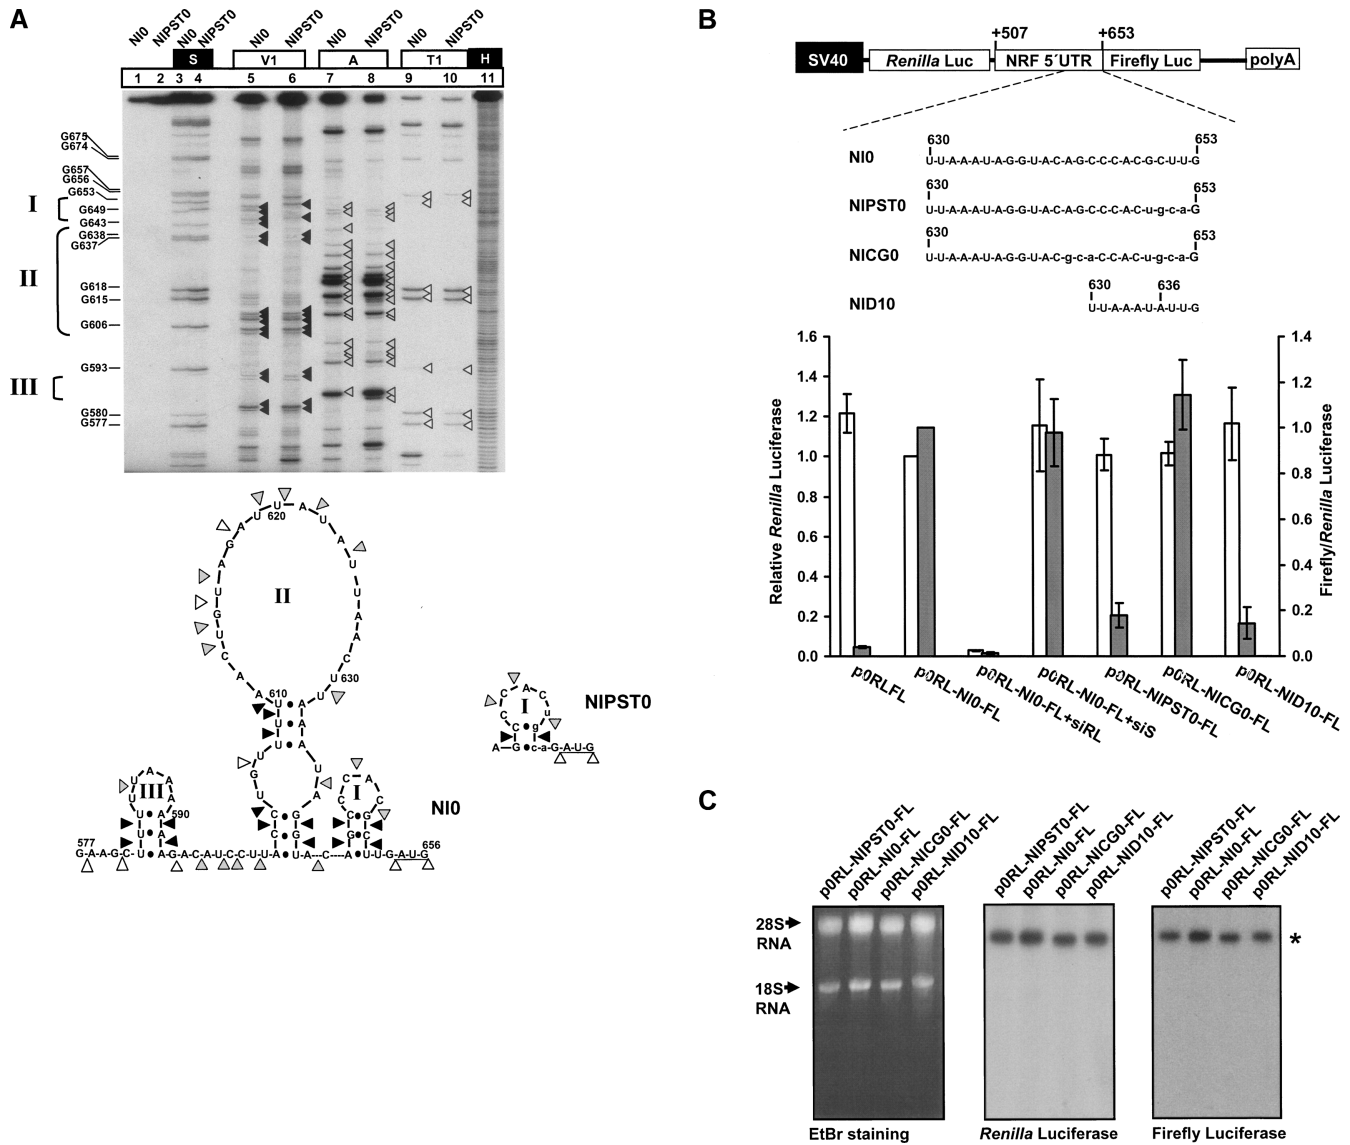 A
NI0
NIPST0
NI0
NIPST0
NI0
NIPST0
NI0
NIPST0
NI0
NIPST0
S
V1
A
T1
H
1 2 3 4 5 6 7 8 9 10 11
G675
G674
G657
G656
G653
I
G649
G643
G638
G637
II
G618
G615
G606
G593
III
G580
G577
620
II
630
610
I
NIPST0
A-G c-a-G-A-U-G
III
590
I
NI0
577
656
G-A-A-G-C-U U-A-G-A-C-A-U-C-C-U-U-A U-A---C----A U-U-G-A-U-G
B
+507
+653
SV40
Renilla Luc
NRF 5´UTR
Firefly Luc
polyA
630
653
NI0
U-U-A-A-A-U-A-G-G-U-A-C-A-G-C-C-C-A-C-G-C-U-U-G
630
653
NIPST0
U-U-A-A-A-U-A-G-G-U-A-C-A-G-C-C-C-A-C-u-g-c-a-G
630
653
NICG0
U-U-A-A-A-U-A-G-G-U-A-C-g-c-a-C-C-A-C-u-g-c-a-G
630
636
NID10
U-U-A-A-A-U-A-U-U-G
Relative Renilla Luciferase
1.6
1.4
1.2
1.0
0.8
0.6
0.4
0.2
0.0
Firefly/Renilla Luciferase
1.4
1.2
1.0
0.8
0.6
0.4
0.2
0.0
p0RLFL
p0RL-NI0-FL
p0RL-NI0-FL+siRL
p0RL-NI0-FL+siS
p0RL-NIPST0-FL
p0RL-NICG0-FL
p0RL-NID10-FL
C
p0RL-NIPST0-FL
p0RL-NI0-FL
p0RL-NICG0-FL
p0RL-NID10-FL
p0RL-NIPST0-FL
p0RL-NI0-FL
p0RL-NICG0-FL
p0RL-NID10-FL
p0RL-NIPST0-FL
p0RL-NI0-FL
p0RL-NICG0-FL
p0RL-NID10-FL
28S
RNA
18S
RNA
*
EtBr staining
Renilla Luciferase
Firefly Luciferase